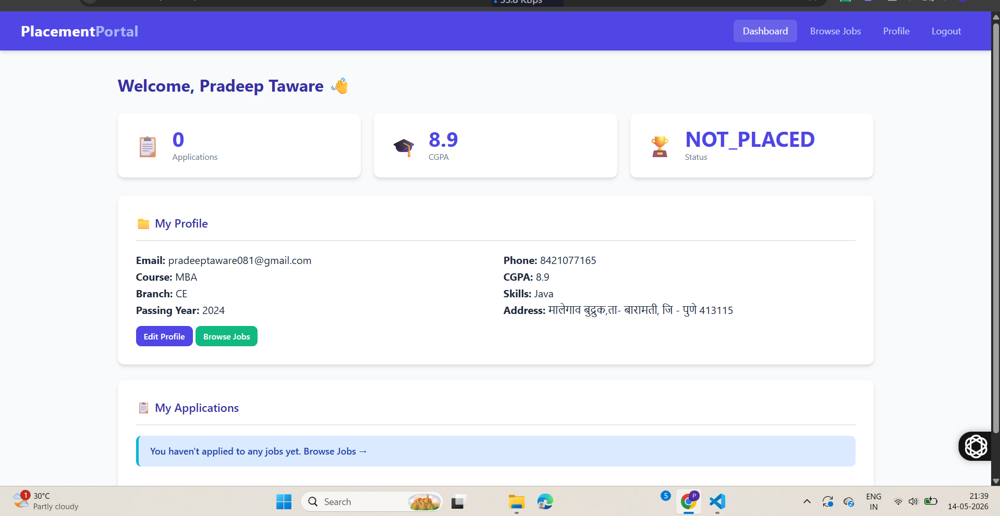 PlacementPortal
Dashboard
Browse Jobs
Profile
Logout
Welcome, Pradeep Taware 👋
0
Applications
8.9
CGPA
NOT_PLACED
Status
My Profile
Email: pradeeptaware081@gmail.com
Phone: 8421077165
Course: MBA
CGPA: 8.9
Branch: CE
Skills: Java
Passing Year: 2024
Address: मालेगाव बुद्रुक,ता- बारामती, जि - पुणे 413115
Edit Profile
Browse Jobs
My Applications
You haven't applied to any jobs yet. Browse Jobs →
1
30°C
Partly cloudy
Search
5
P
ENG
IN
21:39
14-05-2026